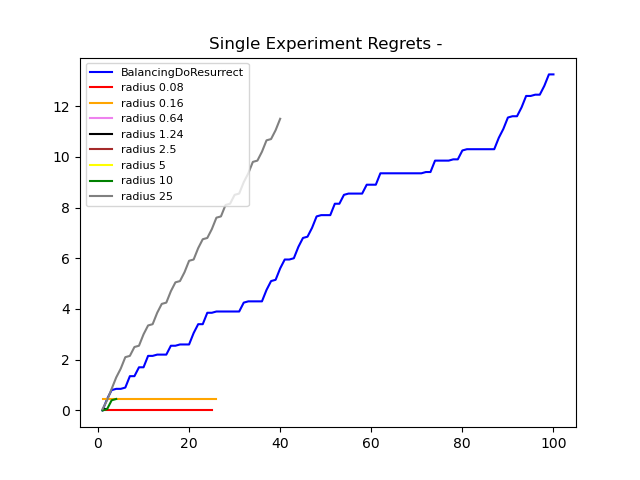 Single Experiment Regrets -
BalancingDoResurrect
radius 0.08
radius 0.16
radius 0.64
radius 1.24
radius 2.5
radius 5
radius 10
radius 25
12
10
8
6
4
2
0
0 20 40 60 80 100